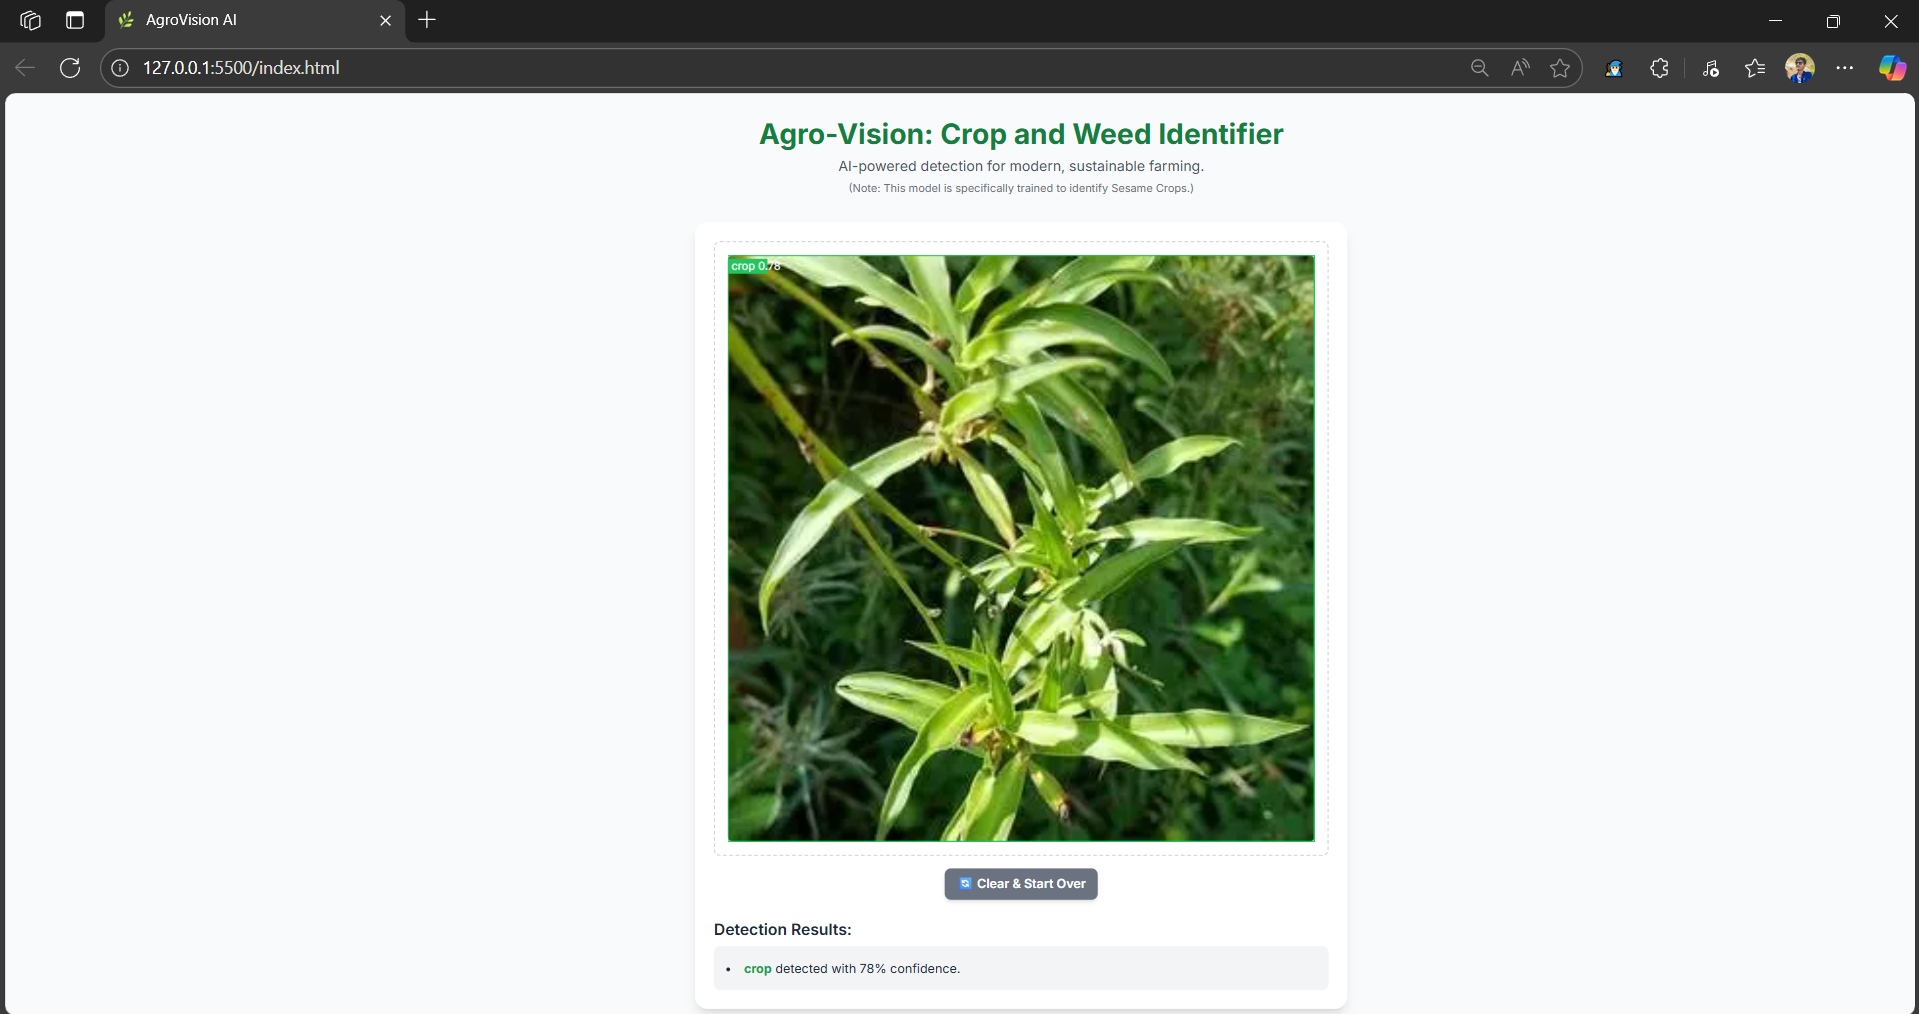 AgroVision AI
127.0.0.1:5500/index.html
Agro-Vision: Crop and Weed Identifier
AI-powered detection for modern, sustainable farming.
(Note: This model is specifically trained to identify Sesame Crops.)
crop 0.78
Clear & Start Over
Detection Results:
• crop detected with 78% confidence.